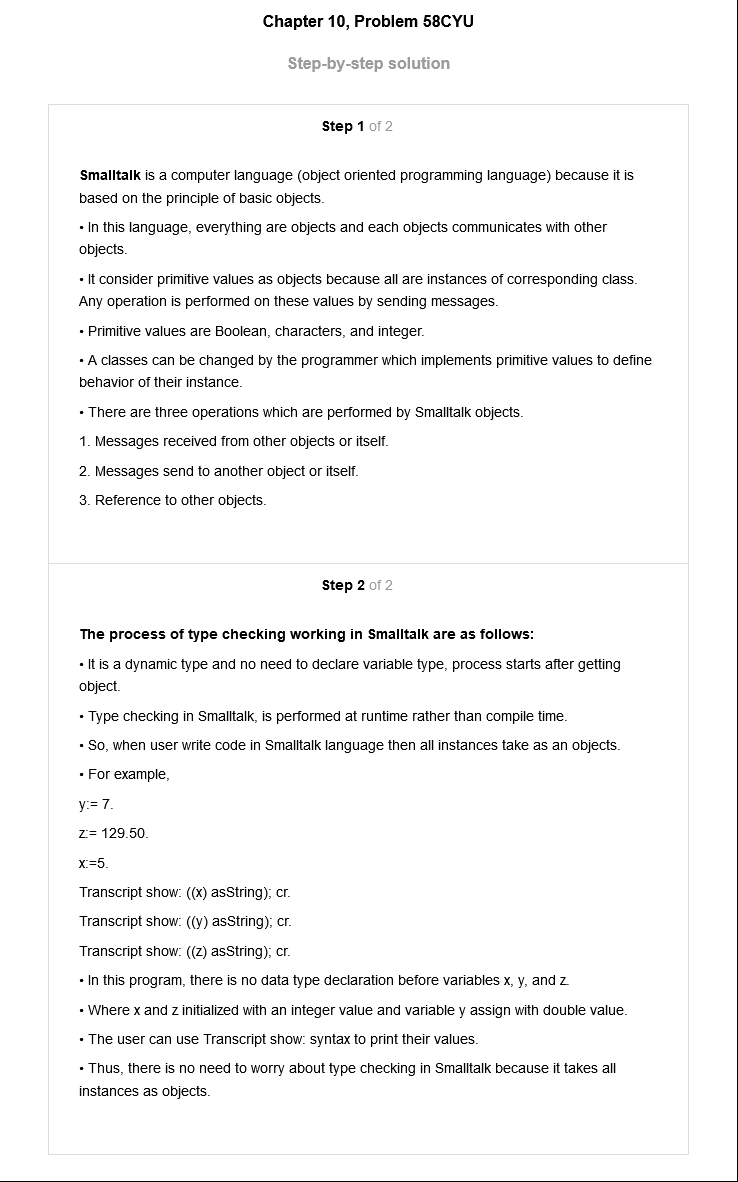 Chapter 10, Problem 58CYU
Step-by-step solution
Step 1 of 2
Smalltalk is a computer language (object oriented programming language) because it is
based on the principle of basic objects.
• In this language, everything are objects and each objects communicates with other
objects.
• It consider primitive values as objects because all are instances of corresponding class.
Any operation is performed on these values by sending messages.
• Primitive values are Boolean, characters, and integer.
• A classes can be changed by the programmer which implements primitive values to define
behavior of their instance.
• There are three operations which are performed by Smalltalk objects.
1. Messages received from other objects or itself.
2. Messages send to another object or itself.
3. Reference to other objects.
Step 2 of 2
The process of type checking working in Smalltalk are as follows:
• It is a dynamic type and no need to declare variable type, process starts after getting
object.
• Type checking in Smalltalk, is performed at runtime rather than compile time.
• So, when user write code in Smalltalk language then all instances take as an objects.
• For example,
y:= 7.
z:= 129.50.
x:=5.
Transcript show: ((x) asString); cr.
Transcript show: ((y) asString); cr.
Transcript show: ((z) asString); cr.
• In this program, there is no data type declaration before variables x, y, and z.
• Where x and z initialized with an integer value and variable y assign with double value.
• The user can use Transcript show: syntax to print their values.
• Thus, there is no need to worry about type checking in Smalltalk because it takes all
instances as objects.